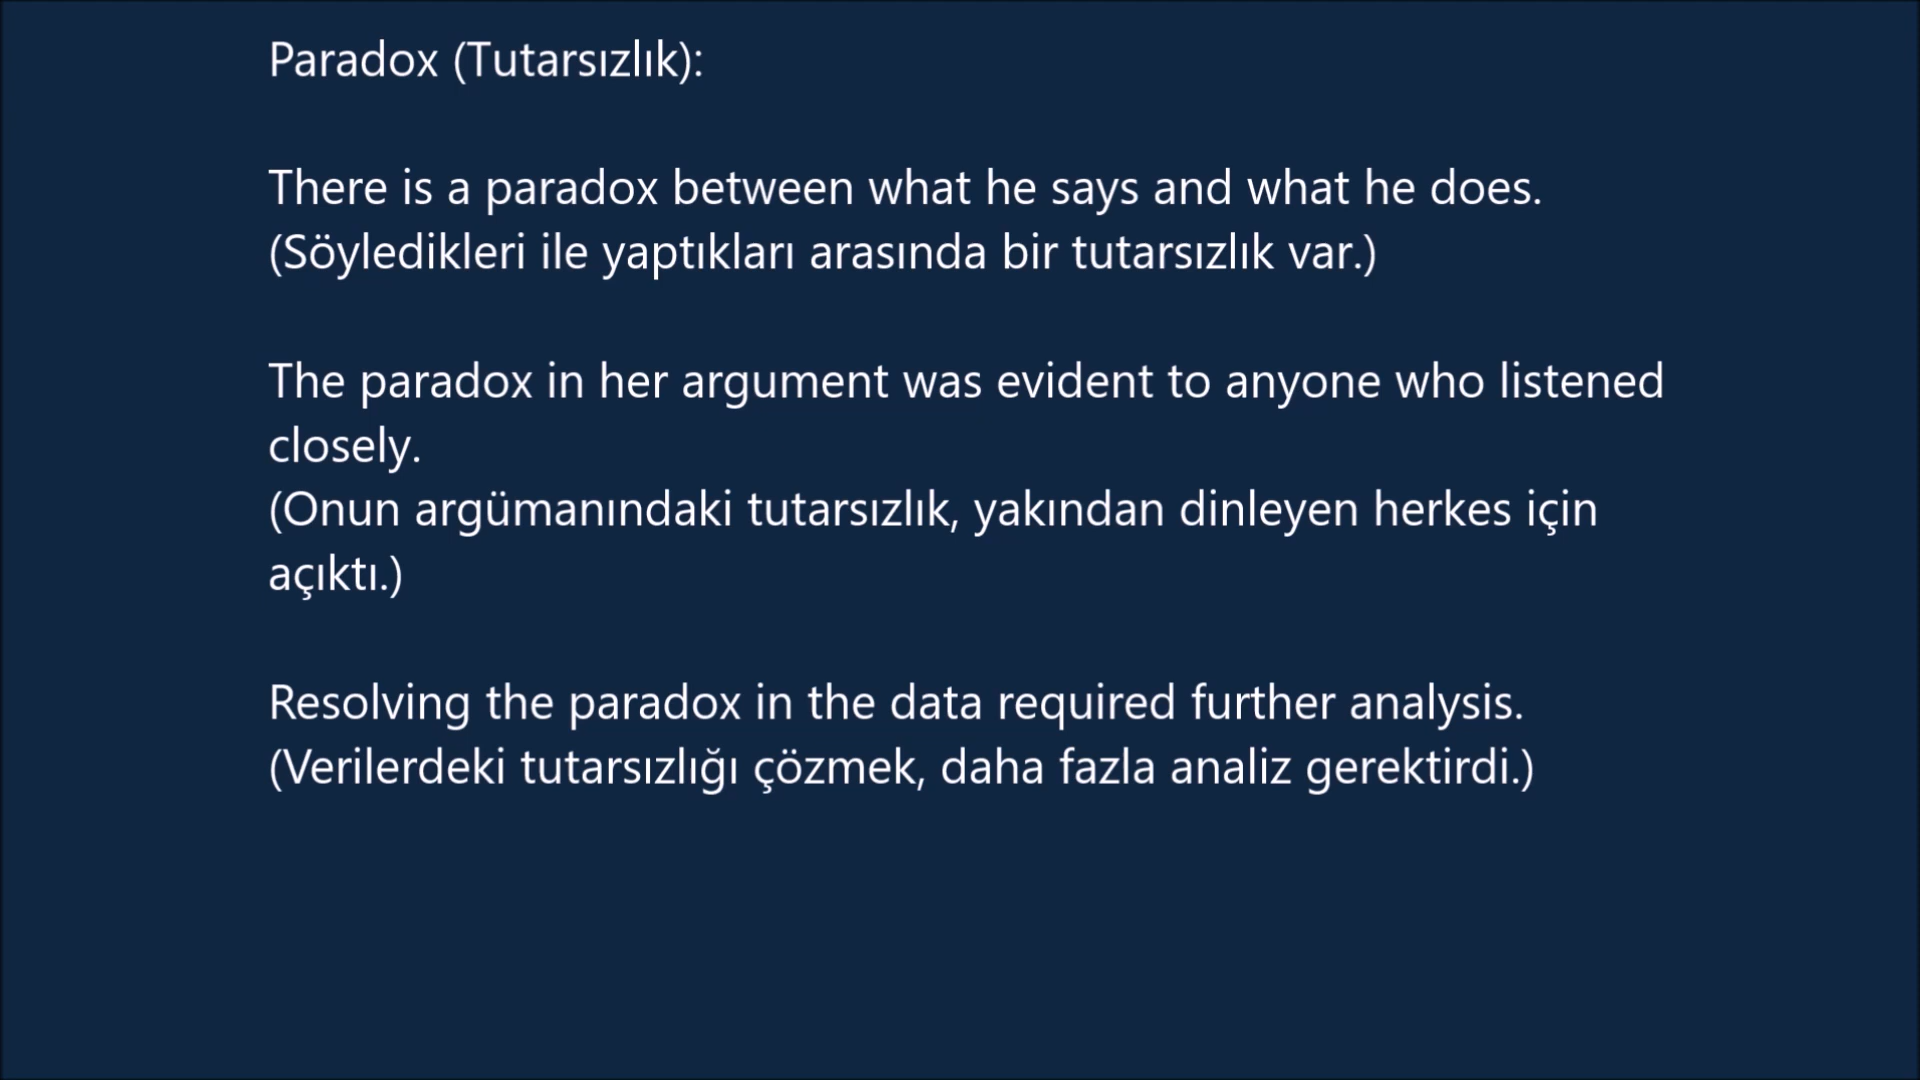 Paradox (Tutarsızlık):
There is a paradox between what he says and what he does.
(Söyledikleri ile yaptıkları arasında bir tutarsızlık var.)
The paradox in her argument was evident to anyone who listened
closely.
(Onun argümanındaki tutarsızlık, yakından dinleyen herkes için
açıktı.)
Resolving the paradox in the data required further analysis.
(Verilerdeki tutarsızlığı çözmek, daha fazla analiz gerektirdi.)